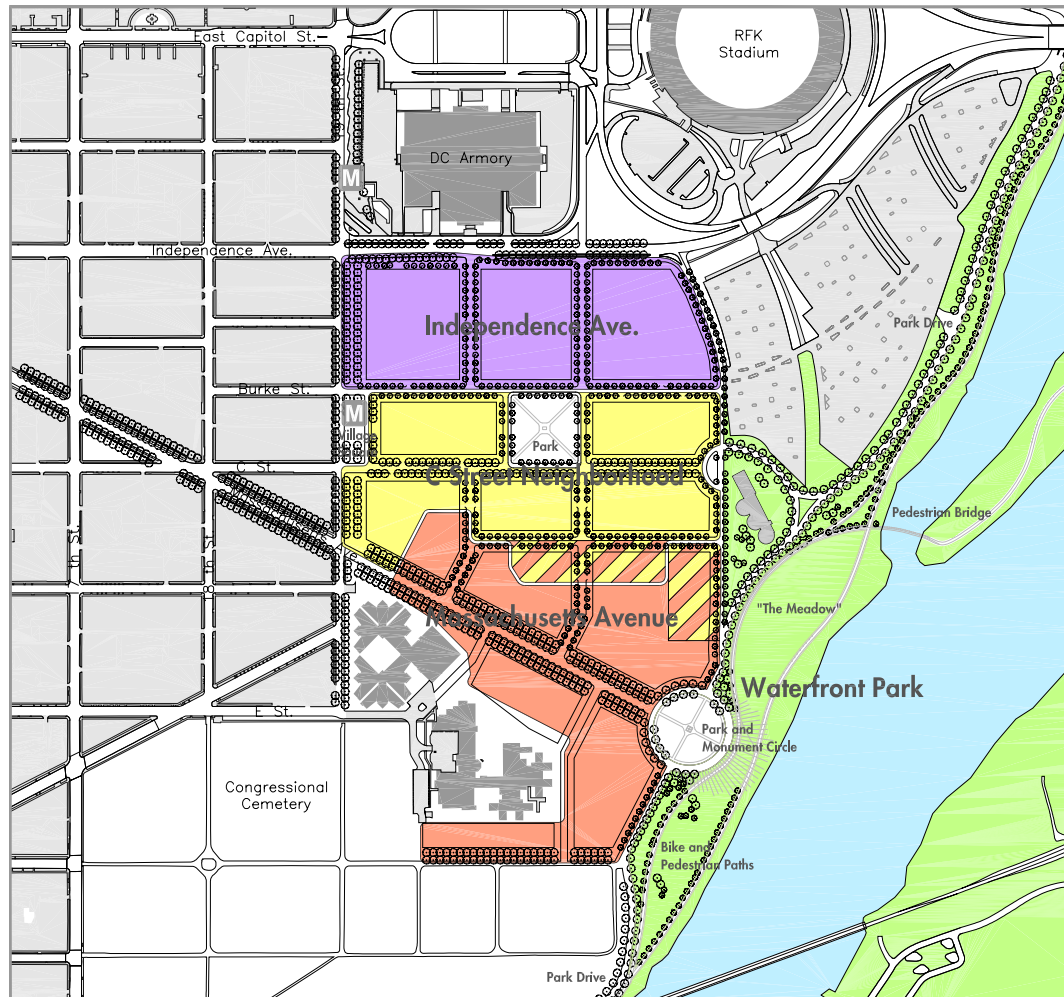 East Capitol St.
RFK
Stadium
DC Armory
M
Independence Ave.
Independence Ave.
Park Drive
Burke St.
M
Village
Park
C St.
C Street Neighborhood
Pedestrian Bridge
"The Meadow"
Massachusetts Avenue
Waterfront Park
E St.
Park and
Monument Circle
Congressional
Cemetery
Bike and
Pedestrian Paths
Park Drive